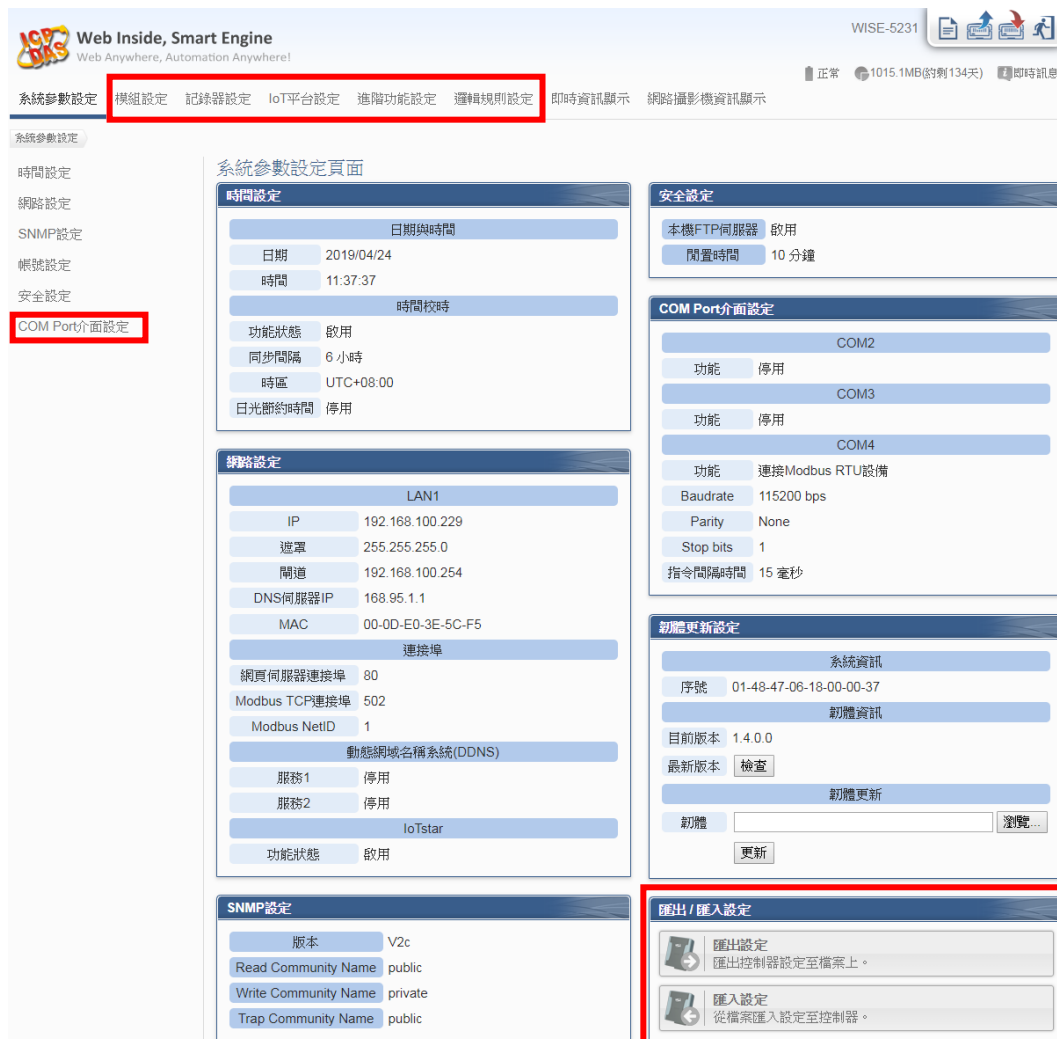 ICP DAS
Web Inside, Smart Engine
Web Anywhere, Automation Anywhere!
WISE-5231
正常 1015.1MB(約剩134天) 即時訊息
系統參數設定 模組設定 記錄器設定 IoT平台設定 進階功能設定 邏輯規則設定 即時資訊顯示 網路攝影機資訊顯示
系統參數設定
時間設定
網路設定
SNMP設定
帳號設定
安全設定
COM Port介面設定
系統參數設定頁面
時間設定
日期與時間
日期 2019/04/24
時間 11:37:37
時間校時
功能狀態 啟用
同步間隔 6 小時
時區 UTC+08:00
日光節約時間 停用
網路設定
LAN1
IP 192.168.100.229
遮罩 255.255.255.0
閘道 192.168.100.254
DNS伺服器IP 168.95.1.1
MAC 00-0D-E0-3E-5C-F5
連接埠
網頁伺服器連接埠 80
Modbus TCP連接埠 502
Modbus NetID 1
動態網域名稱系統(DDNS)
服務1 停用
服務2 停用
IoTstar
功能狀態 啟用
SNMP設定
版本 V2c
Read Community Name public
Write Community Name private
Trap Community Name public
安全設定
本機FTP伺服器 啟用
閒置時間 10 分鐘
COM Port介面設定
COM2
功能 停用
COM3
功能 停用
COM4
功能 連接Modbus RTU設備
Baudrate 115200 bps
Parity None
Stop bits 1
指令間隔時間 15 毫秒
韌體更新設定
系統資訊
序號 01-48-47-06-18-00-00-37
韌體資訊
目前版本 1.4.0.0
最新版本 檢查
韌體更新
韌體 瀏覽...
更新
匯出 / 匯入設定
匯出設定
匯出控制器設定至檔案上。
匯入設定
從檔案匯入設定至控制器。